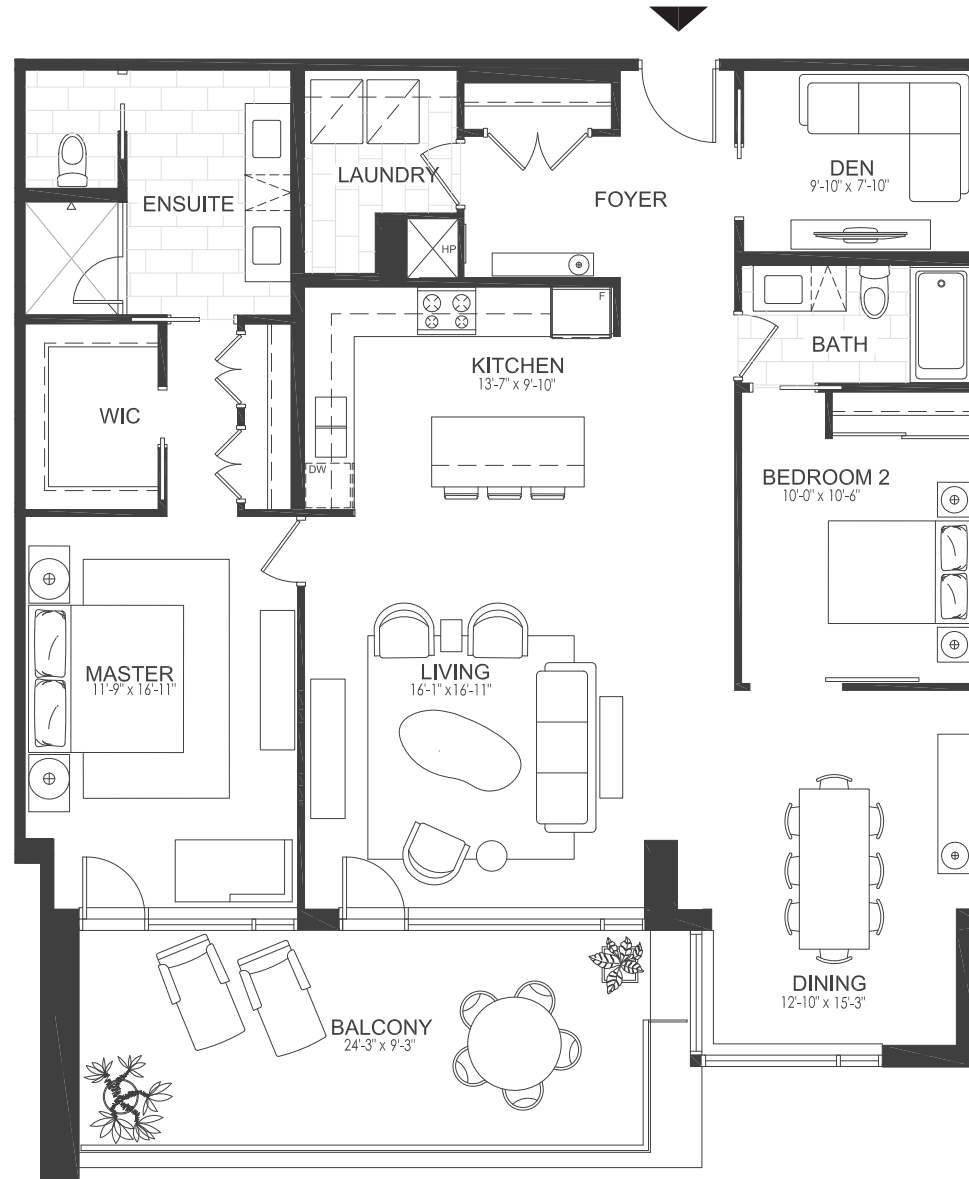 DEN
9'-10" x 7'-10"
LAUNDRY
ENSUITE
FOYER
HP
F
BATH
KITCHEN
13'-7" x 9'-10"
WIC
DW
BEDROOM 2
10'-0" x 10'-6"
MASTER
11'-9" x 16'-11"
LIVING
16'-1" x 16'-11"
DINING
12'-10" x 15'-3"
BALCONY
24'-3" x 9'-3"